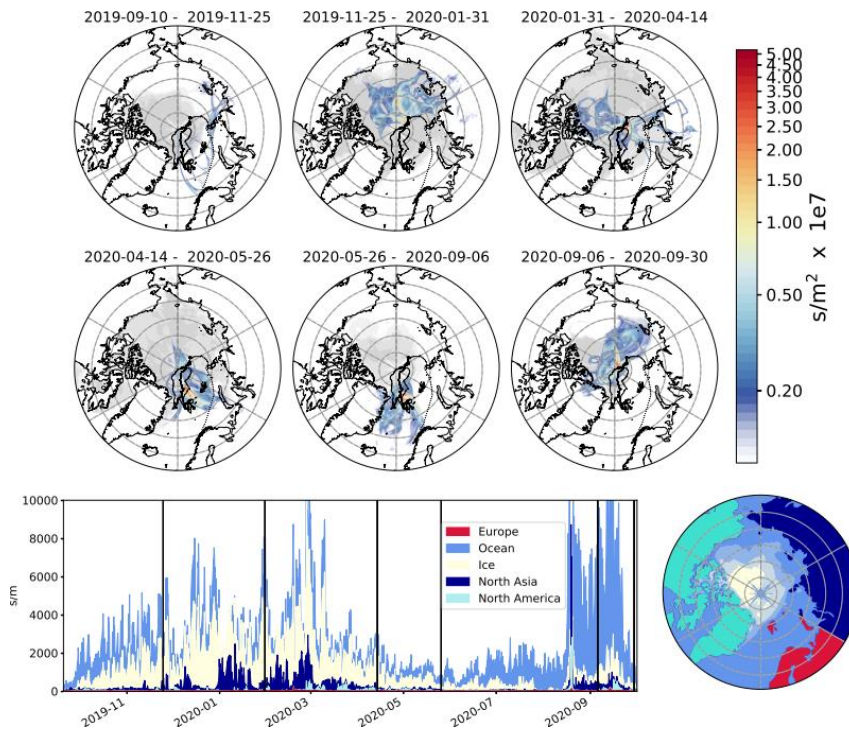 2019-09-10 - 2019-11-25
2019-11-25 - 2020-01-31
2020-01-31 - 2020-04-14
5.00
4.50
4.00
3.50
3.00
2.50
2.00
1.50
1.00
0.50
0.20
s/m² x 1e7
2020-04-14 - 2020-05-26
2020-05-26 - 2020-09-06
2020-09-06 - 2020-09-30
10000
8000
6000
4000
2000
0
s/m
Europe
Ocean
Ice
North Asia
North America
2019-11
2020-01
2020-03
2020-05
2020-07
2020-09